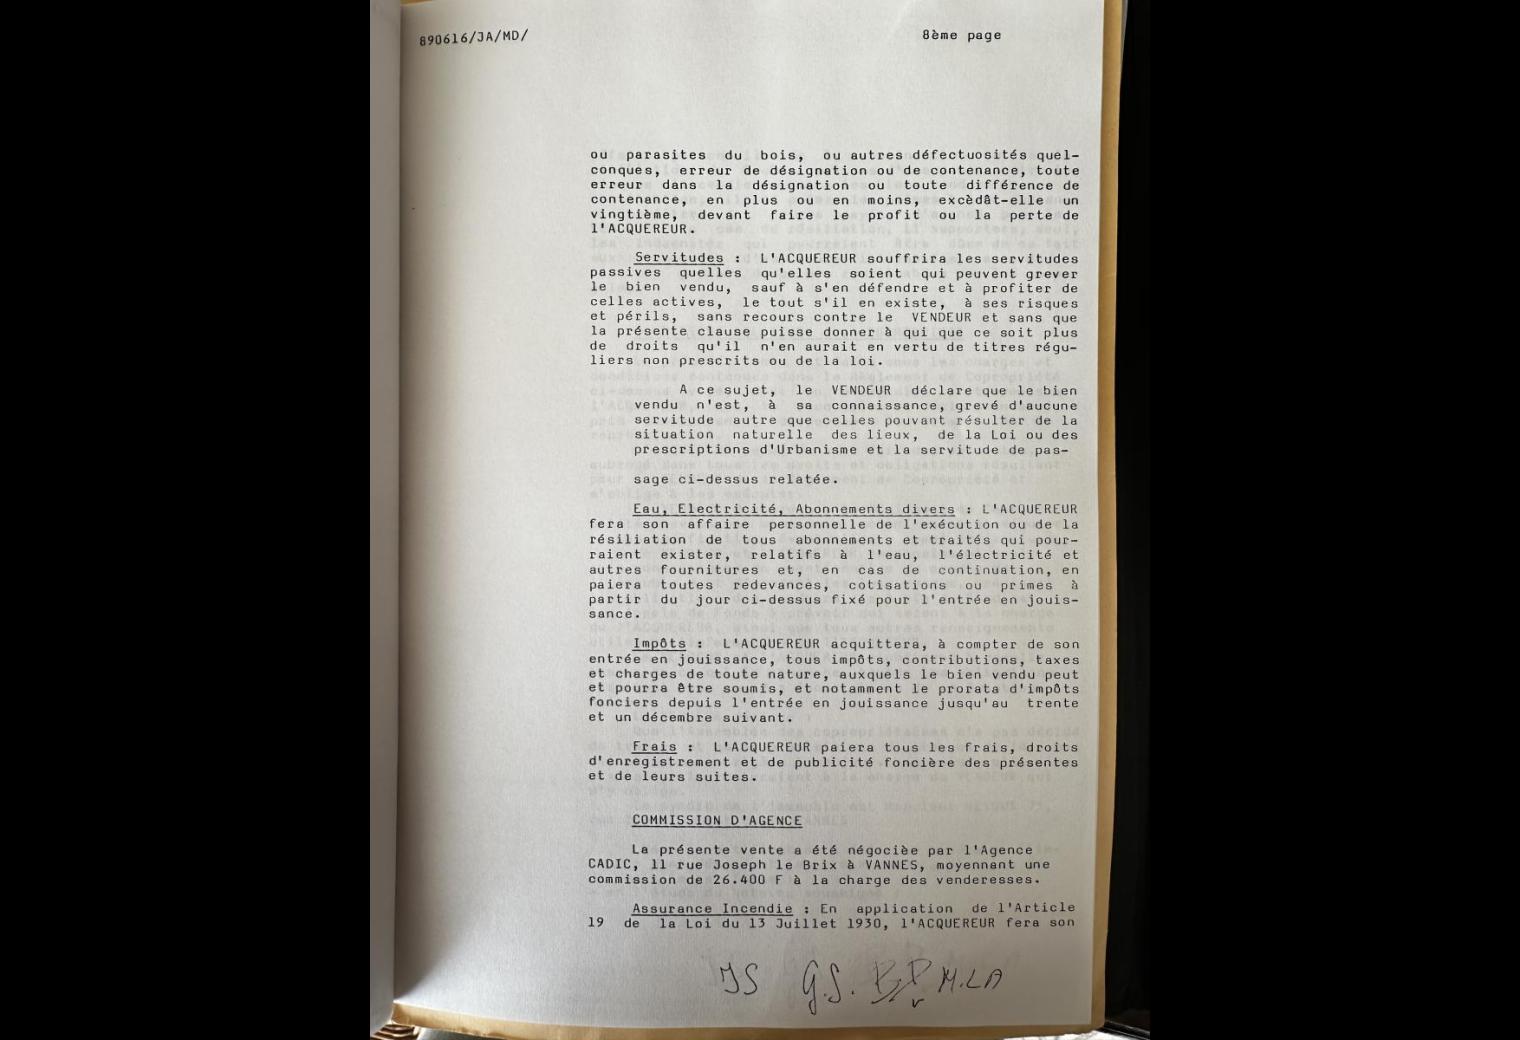 890616/JA/MD/
8ème page
ou parasites du bois, ou autres défectuosités quel-
conques, erreur de désignation ou de contenance, toute
erreur dans la désignation ou toute différence de
contenance, en plus ou en moins, excèdât-elle un
vingtième, devant faire le profit ou la perte de
l'ACQUEREUR.
Servitudes : L'ACQUEREUR souffrira les servitudes
passives quelles qu'elles soient qui peuvent grever
le bien vendu, sauf à s'en défendre et à profiter de
celles actives, le tout s'il en existe, à ses risques
et périls, sans recours contre le VENDEUR et sans que
la présente clause puisse donner à qui que ce soit plus
de droits qu'il n'en aurait en vertu de titres régu-
liers non prescrits ou de la loi.
A ce sujet, le VENDEUR déclare que le bien
vendu n'est, à sa connaissance, grevé d'aucune
servitude autre que celles pouvant résulter de la
situation naturelle des lieux, de la Loi ou des
prescriptions d'Urbanisme et la servitude de pas-
sage ci-dessus relatée.
Eau, Electricité, Abonnements divers : L'ACQUEREUR
fera son affaire personnelle de l'exécution ou de la
résiliation de tous abonnements et traités qui pour-
raient exister, relatifs à l'eau, l'électricité et
autres fournitures et, en cas de continuation, en
paiera toutes redevances, cotisations ou primes à
partir du jour ci-dessus fixé pour l'entrée en jouis-
sance.
Impôts : L'ACQUEREUR acquittera, à compter de son
entrée en jouissance, tous impôts, contributions, taxes
et charges de toute nature, auxquels le bien vendu peut
et pourra être soumis, et notamment le prorata d'impôts
fonciers depuis l'entrée en jouissance jusqu'au trente
et un décembre suivant.
Frais : L'ACQUEREUR paiera tous les frais, droits
d'enregistrement et de publicité foncière des présentes
et de leurs suites.
COMMISSION D'AGENCE
La présente vente a été négocièe par l'Agence
CADIC, 11 rue Joseph le Brix à VANNES, moyennant une
commission de 26.400 F à la charge des venderesses.
Assurance Incendie : En application de l'Article
19 de la Loi du 13 Juillet 1930, l'ACQUEREUR fera son
JS G.S. BP M.LA